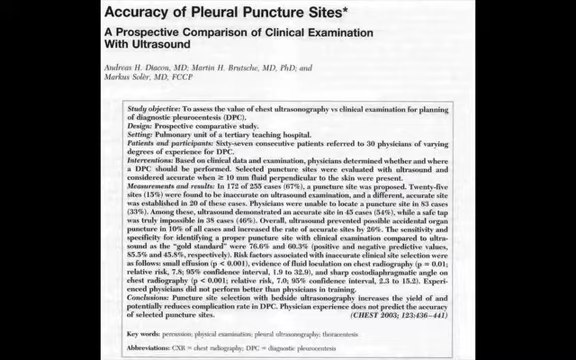 Accuracy of Pleural Puncture Sites*
A Prospective Comparison of Clinical Examination
With Ultrasound
Andreas H. Diacon, MD; Martin H. Brutsche, MD, PhD; and
Markus Solèr, MD, FCCP
Study objective: To assess the value of chest ultrasonography vs clinical examination for planning
of diagnostic pleurocentesis (DPC).
Design: Prospective comparative study.
Setting: Pulmonary unit of a tertiary teaching hospital.
Patients and participants: Sixty-seven consecutive patients referred to 30 physicians of varying
degrees of experience for DPC.
Interventions: Based on clinical data and examination, physicians determined whether and where
a DPC should be performed. Selected puncture sites were evaluated with ultrasound and
considered accurate when ≥ 10 mm fluid perpendicular to the skin were present.
Measurements and results: In 172 of 255 cases (67%), a puncture site was proposed. Twenty-five
sites (15%) were found to be inaccurate on ultrasound examination, and a different, accurate site
was established in 20 of these cases. Physicians were unable to locate a puncture site in 83 cases
(33%). Among these, ultrasound demonstrated an accurate site in 45 cases (54%), while a safe tap
was truly impossible in 38 cases (46%). Overall, ultrasound prevented possible accidental organ
puncture in 10% of all cases and increased the rate of accurate sites by 26%. The sensitivity and
specificity for identifying a proper puncture site with clinical examination compared to ultra-
sound as the "gold standard" were 76.6% and 60.3% (positive and negative predictive values,
85.5% and 45.8%, respectively). Risk factors associated with inaccurate clinical site selection were
as follows: small effusion (p < 0.001), evidence of fluid loculation on chest radiography (p = 0.01;
relative risk, 7.8; 95% confidence interval, 1.9 to 32.9), and sharp costodiaphragmatic angle on
chest radiography (p < 0.001; relative risk, 7.0; 95% confidence interval, 2.3 to 15.2). Experi-
enced physicians did not perform better than physicians in training.
Conclusions: Puncture site selection with bedside ultrasonography increases the yield of and
potentially reduces complication rate in DPC. Physician experience does not predict the accuracy
of selected puncture sites. (CHEST 2003; 123:436–441)
Key words: percussion; physical examination; pleural ultrasonography; thoracentesis
Abbreviations: CXR = chest radiography; DPC = diagnostic pleurocentesis